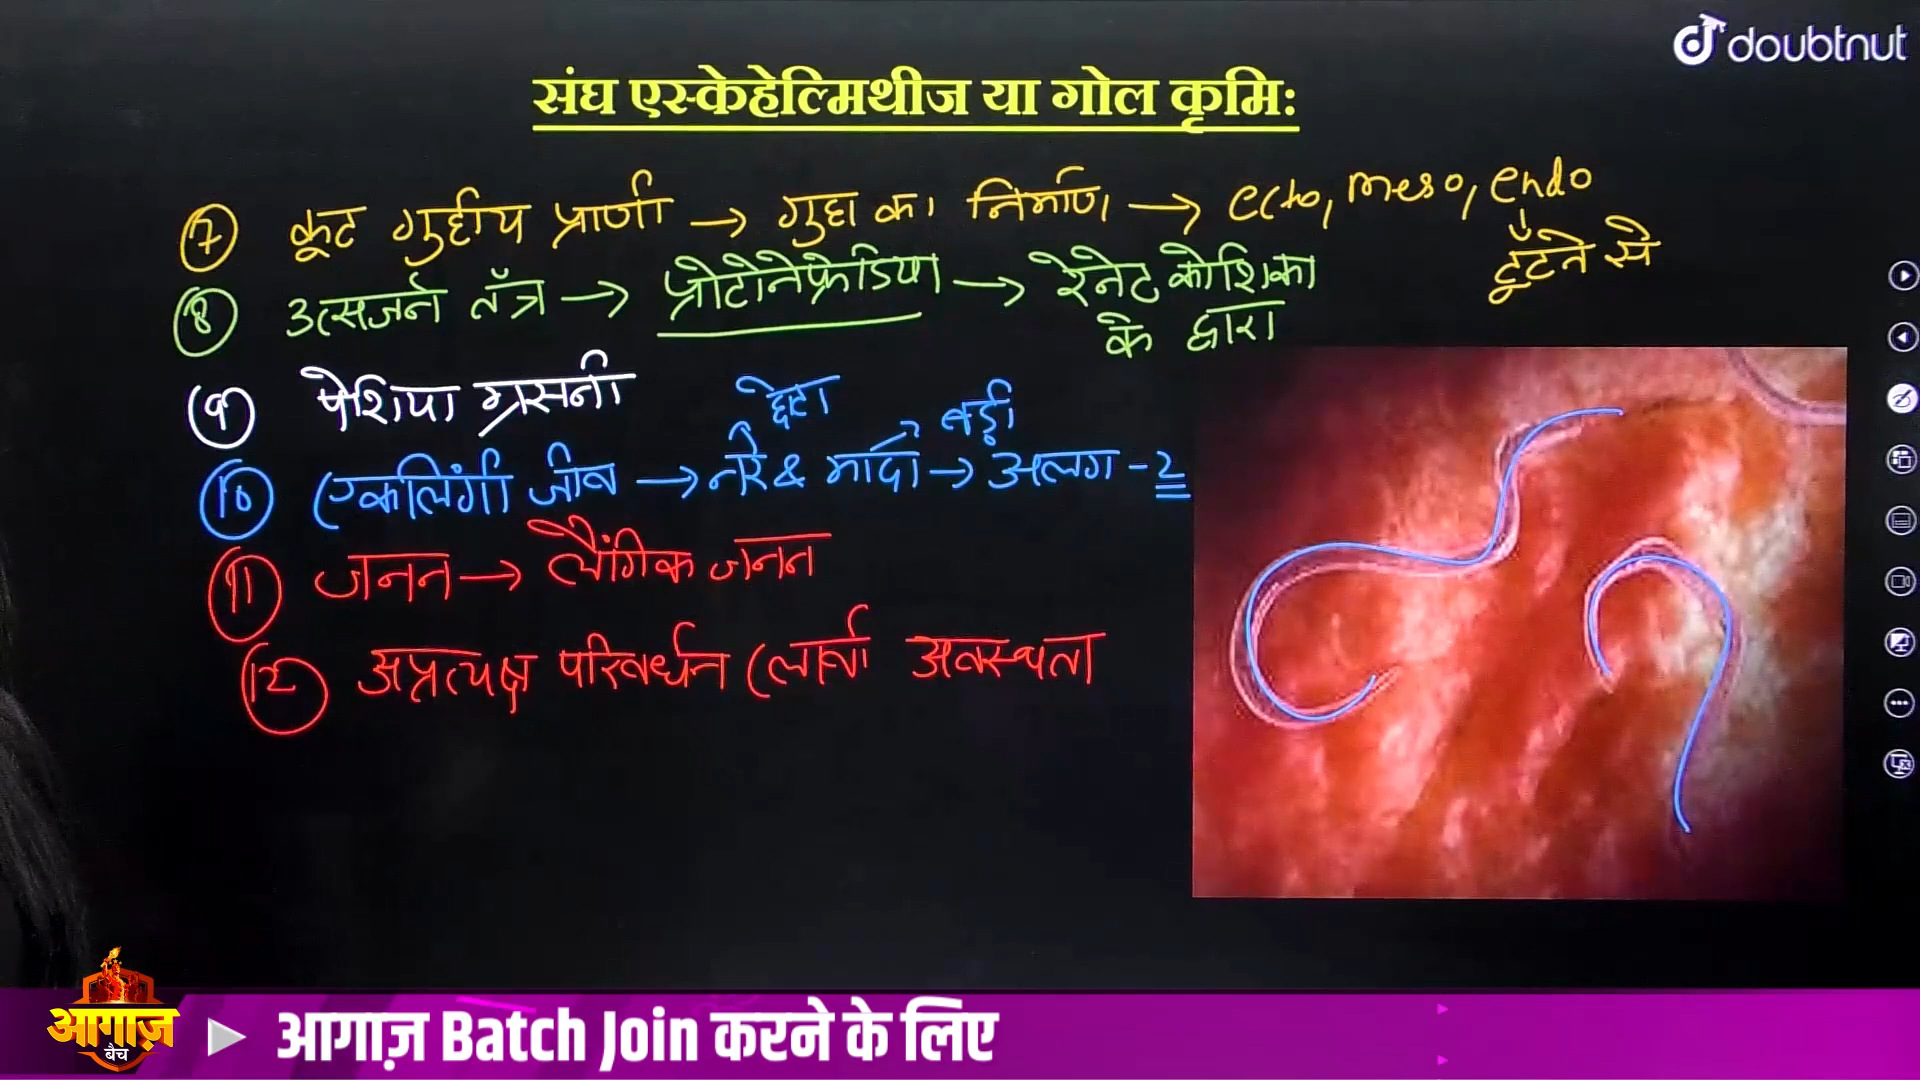 doubtnut
संघ एस्केहेल्मिथीज या गोल कृमि:
7 कूट गुहीय प्राणी → गुहा का निर्माण → ecto, meso, endo
टूटने से
8 उत्सर्जन तंत्र → प्रोटोनेफ्रेडिया → रेनेट कोशिका
के द्वारा
9 पेशिया ग्रसनी
छोटा बड़ी
10 एकलिंगी जीव → नर & मादा → अलग - 2
11 जनन → लैंगिक जनन
12 अप्रत्यक्ष परिवर्धन (लार्वा अवस्था
आगाज़
बैच
आगाज़ Batch Join करने के लिए